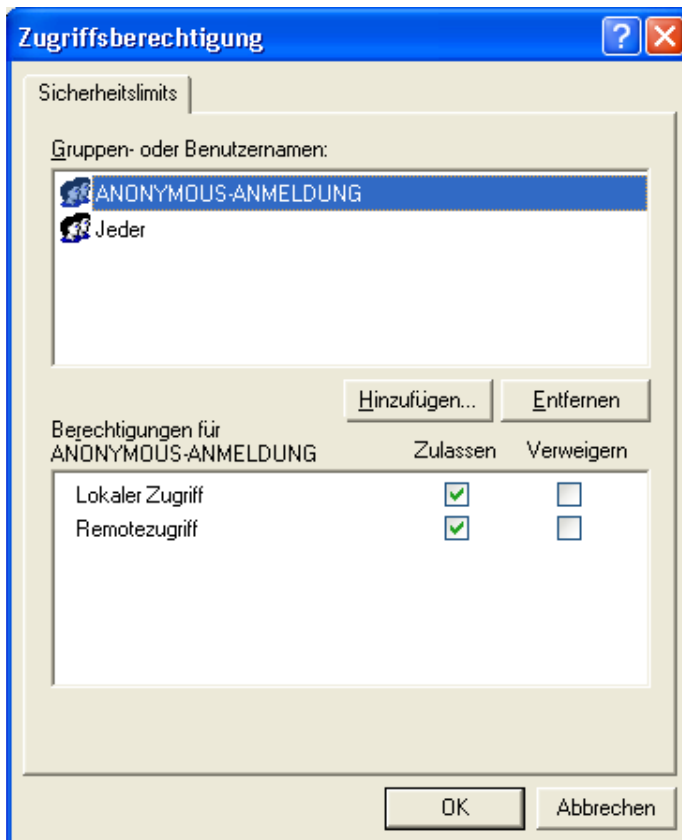 Zugriffsberechtigung
Sicherheitslimits
Gruppen- oder Benutzernamen:
ANONYMOUS-ANMELDUNG
Jeder
Hinzufügen... Entfernen
Berechtigungen für
ANONYMOUS-ANMELDUNG Zulassen Verweigern
Lokaler Zugriff
Remotezugriff
OK Abbrechen